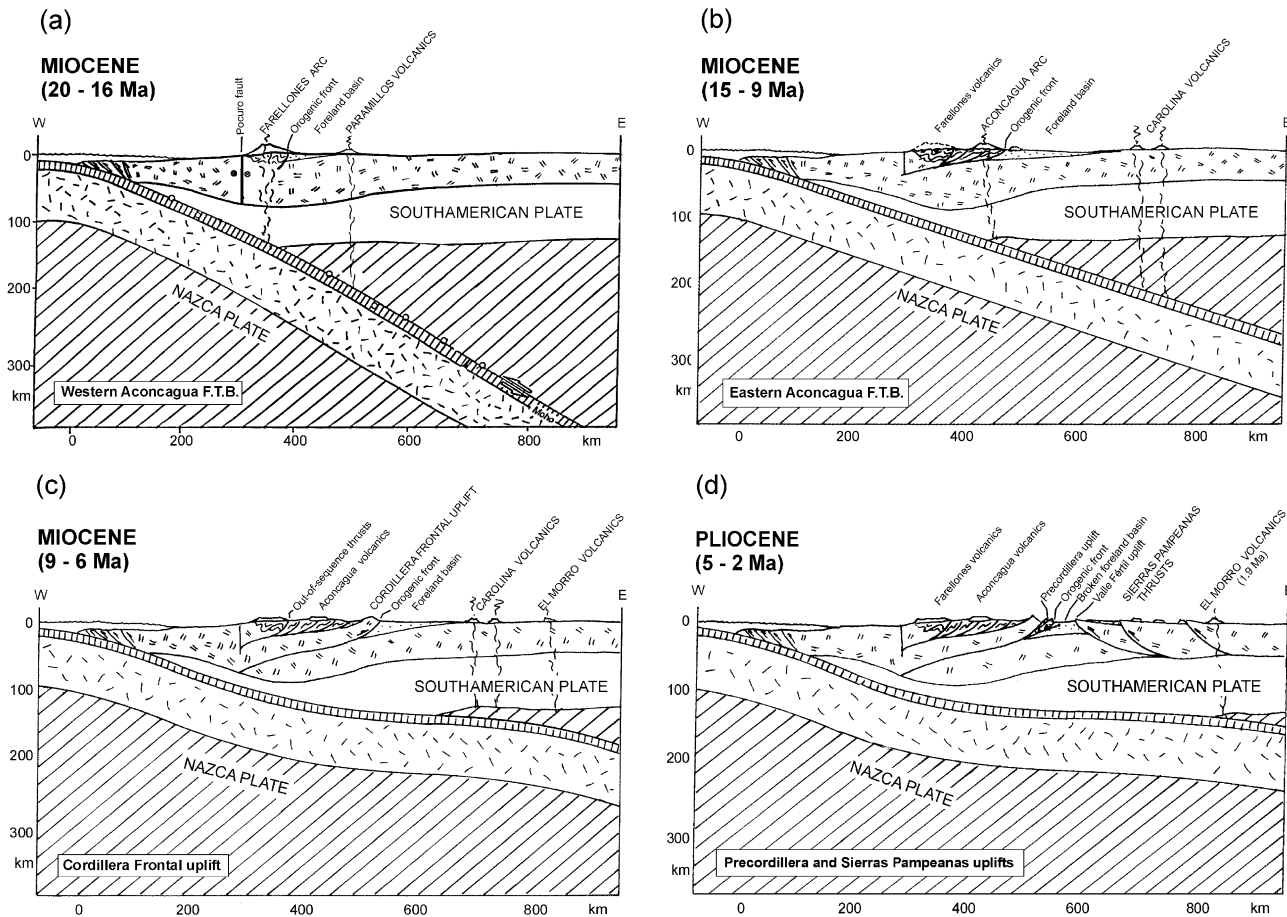 (a)
MIOCENE
(20 - 16 Ma)
Pocuro fault
FARELLONES ARC
Orogenic front
Foreland basin
PARAMILLOS VOLCANICS
W
E
0
100
200
300
km
SOUTHAMERICAN PLATE
NAZCA PLATE
Moho
Western Aconcagua F.T.B.
0 200 400 600 800 km
(b)
MIOCENE
(15 - 9 Ma)
Farellones volcanics
ACONCAGUA ARC
Orogenic front
Foreland basin
CAROLINA VOLCANICS
W
E
0
100
200
300
km
SOUTHAMERICAN PLATE
NAZCA PLATE
Eastern Aconcagua F.T.B.
0 200 400 600 800 km
(c)
MIOCENE
(9 - 6 Ma)
Out-of-sequence thrusts
Aconcagua volcanics
CORDILLERA FRONTAL UPLIFT
Orogenic front
Foreland basin
CAROLINA VOLCANICS
EL MORRO VOLCANICS
W
E
0
100
200
300
km
SOUTHAMERICAN PLATE
NAZCA PLATE
Cordillera Frontal uplift
0 200 400 600 800 km
(d)
PLIOCENE
(5 - 2 Ma)
Farellones volcanics
Aconcagua volcanics
Precordillera uplift
Orogenic front
Broken foreland basin
Valle Fértil uplift
SIERRAS PAMPEANAS
THRUSTS
EL MORRO VOLCANICS
(1.9 Ma)
W
E
0
100
200
300
km
SOUTHAMERICAN PLATE
NAZCA PLATE
Precordillera and Sierras Pampeanas uplifts
0 200 400 600 800 km